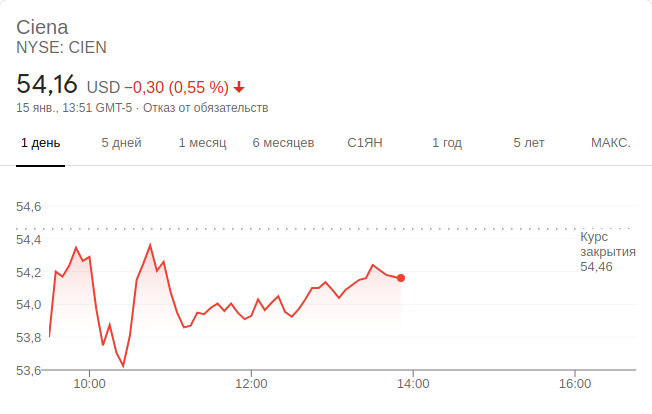 Ciena
NYSE: CIEN
54,16 USD −0,30 (0,55 %)
15 янв., 13:51 GMT-5 · Отказ от обязательств
1 день 5 дней 1 месяц 6 месяцев С1ЯН 1 год 5 лет МАКС.
54,6
54,4
54,2
54,0
53,8
53,6
Курс
закрытия
54,46
10:00 12:00 14:00 16:00